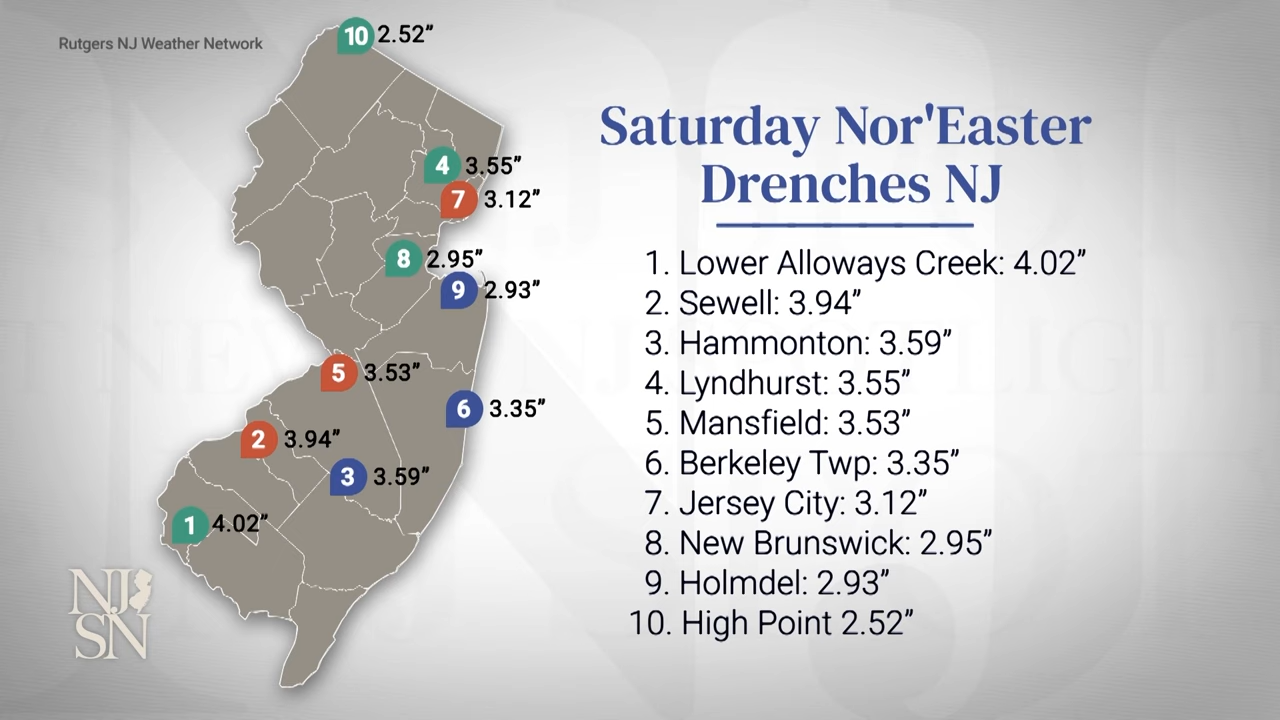 Rutgers NJ Weather Network
10 2.52”
4 3.55”
7 3.12”
8 2.95”
9 2.93”
5 3.53”
6 3.35”
2 3.94”
3 3.59”
1 4.02”
NJ
SN
Saturday Nor'Easter
Drenches NJ
1. Lower Alloways Creek: 4.02”
2. Sewell: 3.94”
3. Hammonton: 3.59”
4. Lyndhurst: 3.55”
5. Mansfield: 3.53”
6. Berkeley Twp: 3.35”
7. Jersey City: 3.12”
8. New Brunswick: 2.95”
9. Holmdel: 2.93”
10. High Point 2.52”